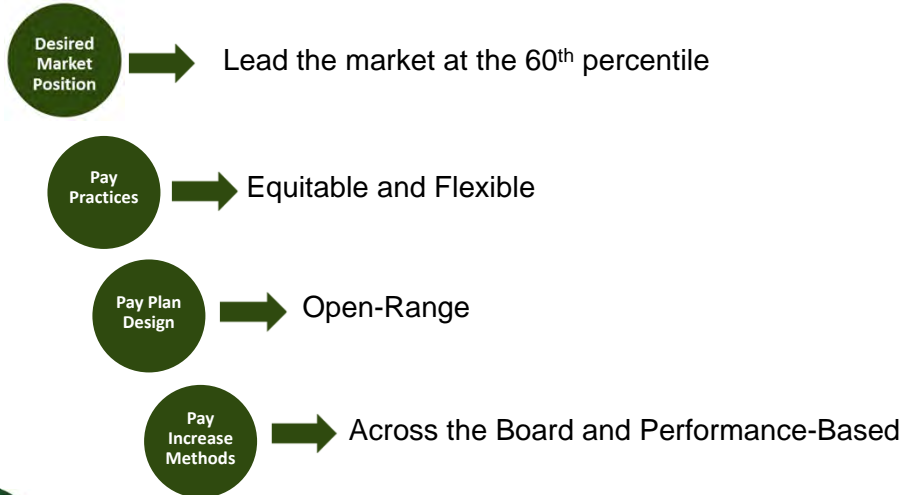 Desired
Market
Position
Lead the market at the 60th percentile
Pay
Practices
Equitable and Flexible
Pay Plan
Design
Open-Range
Pay
Increase
Methods
Across the Board and Performance-Based